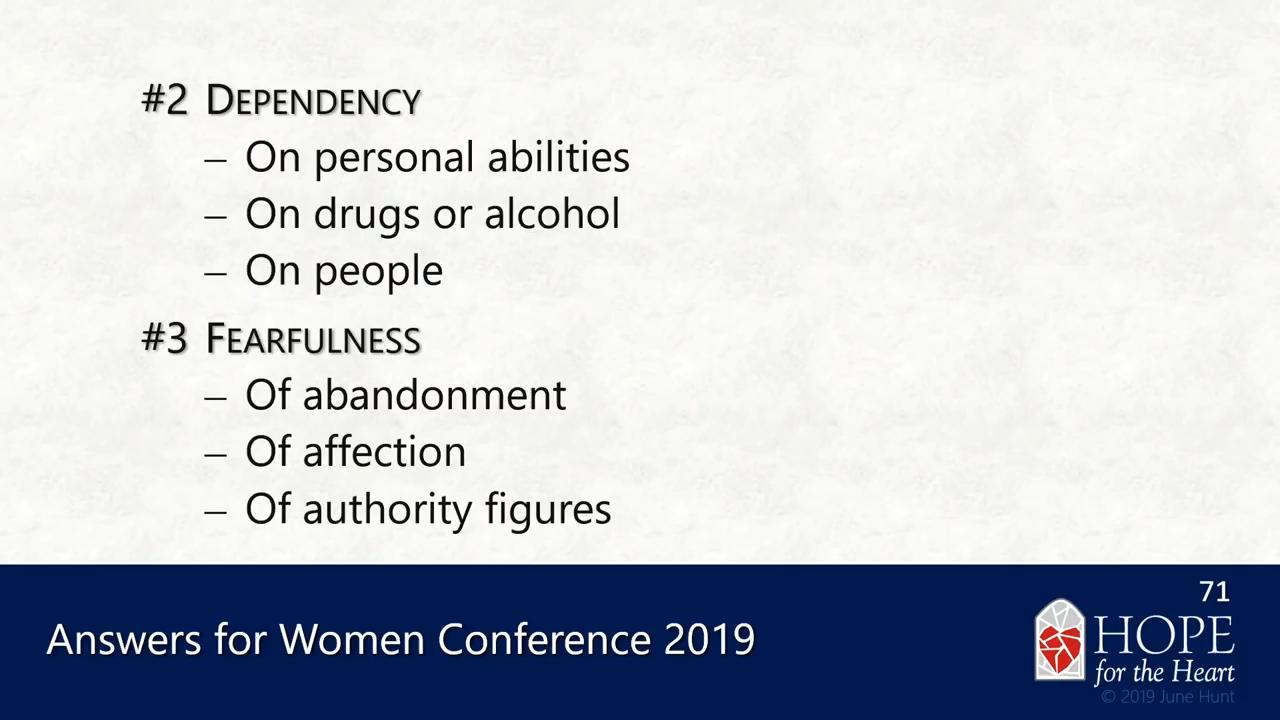 #2 DEPENDENCY
– On personal abilities
– On drugs or alcohol
– On people
#3 FEARFULNESS
– Of abandonment
– Of affection
– Of authority figures
71
Answers for Women Conference 2019
HOPE
for the Heart
© 2019 June Hunt